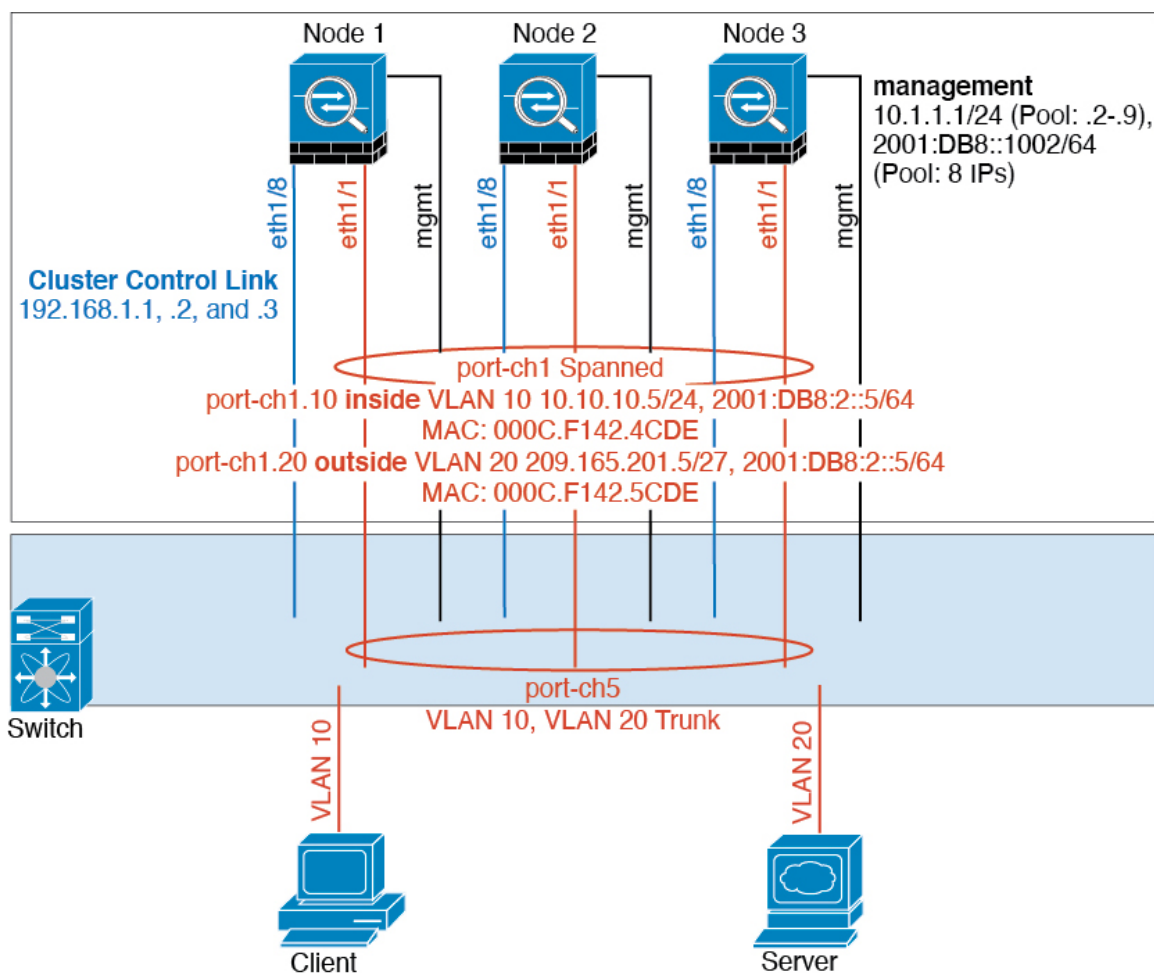 Node 1
Node 2
Node 3
management
10.1.1.1/24 (Pool: .2-.9),
2001:DB8::1002/64
(Pool: 8 IPs)
eth1/8
eth1/1
mgmt
eth1/8
eth1/1
mgmt
eth1/8
eth1/1
mgmt
Cluster Control Link
192.168.1.1, .2, and .3
port-ch1 Spanned
port-ch1.10 inside VLAN 10 10.10.10.5/24, 2001:DB8:2::5/64
MAC: 000C.F142.4CDE
port-ch1.20 outside VLAN 20 209.165.201.5/27, 2001:DB8:2::5/64
MAC: 000C.F142.5CDE
Switch
port-ch5
VLAN 10, VLAN 20 Trunk
VLAN 10
VLAN 20
Client
Server